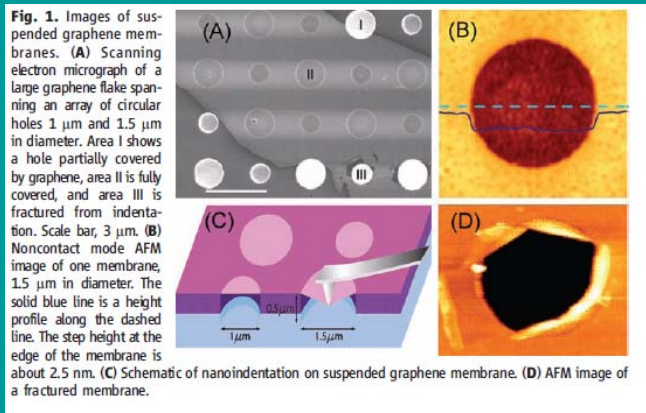 Fig. 1. Images of sus-
pended graphene mem-
branes. (A) Scanning
electron micrograph of a
large graphene flake span-
ning an array of circular
holes 1 μm and 1.5 μm
in diameter. Area I shows
a hole partially covered
by graphene, area II is fully
covered, and area III is
fractured from indenta-
tion. Scale bar, 3 μm. (B)
Noncontact mode AFM
image of one membrane,
1.5 μm in diameter. The
solid blue line is a height
profile along the dashed
line. The step height at the
edge of the membrane is
about 2.5 nm. (C) Schematic of nanoindentation on suspended graphene membrane. (D) AFM image of
a fractured membrane.
(A)
I
II
III
(B)
(C)
0.5μm
1μm
1.5μm
(D)